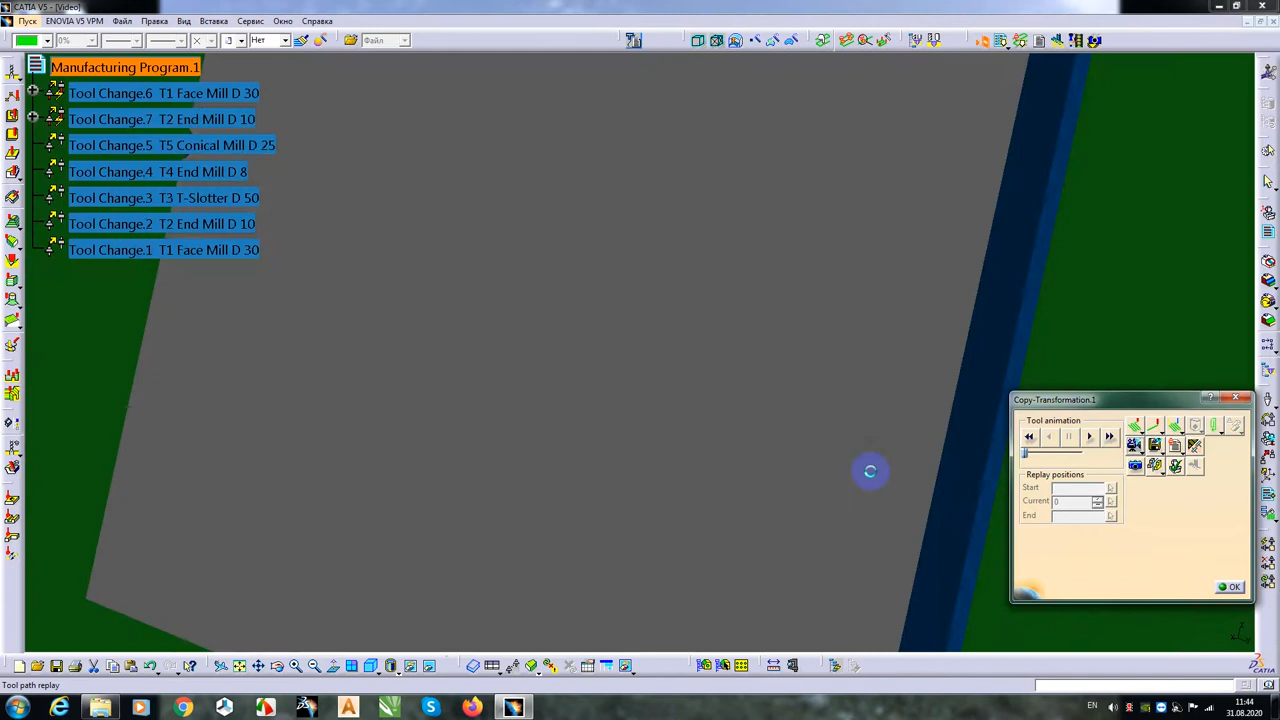 CATIA V5 - [Video]
Пуск ENOVIA V5 VPM Файл Правка Вид Вставка Сервис Окно Справка
0% Нет Файл
Manufacturing Program.1
Tool Change.6 T1 Face Mill D 30
Tool Change.7 T2 End Mill D 10
Tool Change.5 T5 Conical Mill D 25
Tool Change.4 T4 End Mill D 8
Tool Change.3 T3 T-Slotter D 50
Tool Change.2 T2 End Mill D 10
Tool Change.1 T1 Face Mill D 30
Copy-Transformation.1
Tool animation
Replay positions
Start
Current 0
End
OK
CATIA
Tool path replay
EN 11:44
31.08.2020